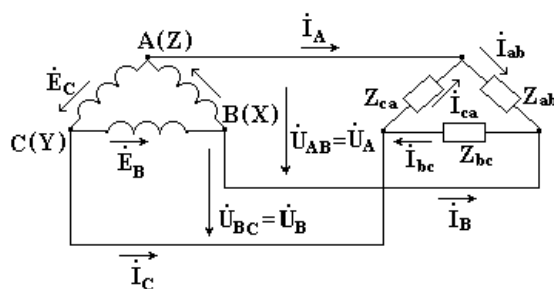 İ_A
A(Z)
İ_ab
Ė_C
Z_ca
Z_ab
B(X)
İ_ca
C(Y)
U̇_AB=U̇_A
Ė_B
İ_bc
Z_bc
U̇_BC=U̇_B
İ_B
İ_C